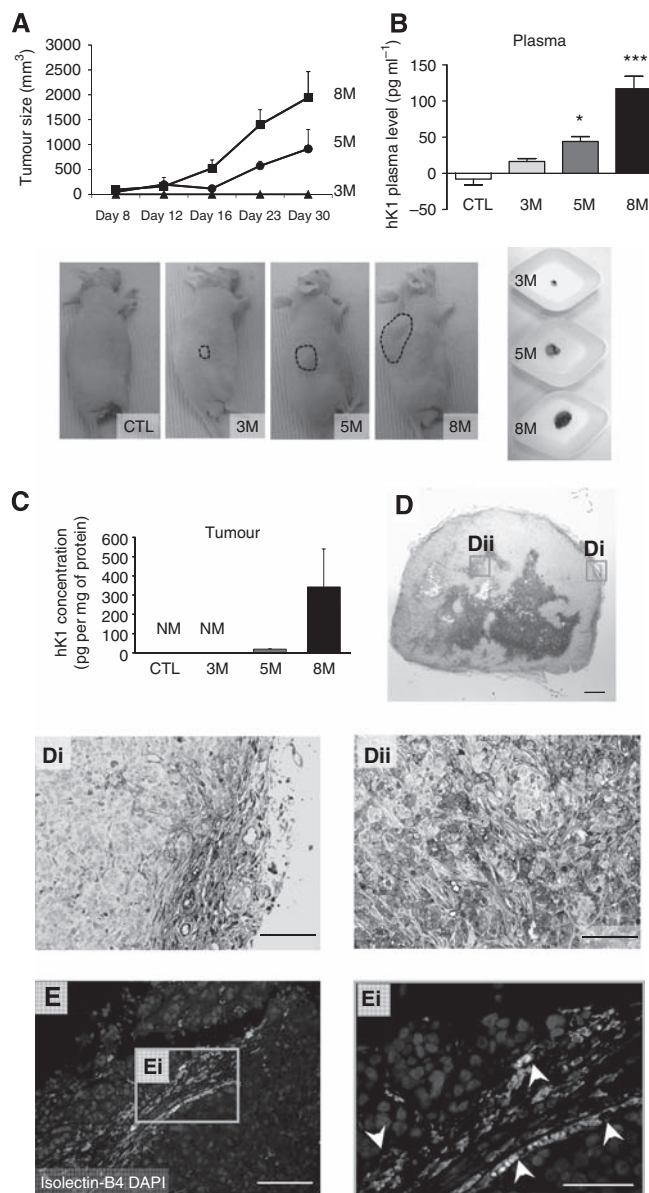 A
Tumour size (mm³)
3000
2500
2000
1500
1000
500
0
8M
5M
3M
Day 8 Day 12 Day 16 Day 23 Day 30
B
Plasma
hK1 plasma level (pg ml⁻¹)
150
100
50
0
–50
*
***
CTL 3M 5M 8M
CTL
3M
5M
8M
3M
5M
8M
C
Tumour
hK1 concentration
(pg per mg of protein)
600
500
400
300
200
100
0
NM NM
CTL 3M 5M 8M
D
Dii
Di
Di
Dii
E
Ei
Isolectin-B4 DAPI
Ei